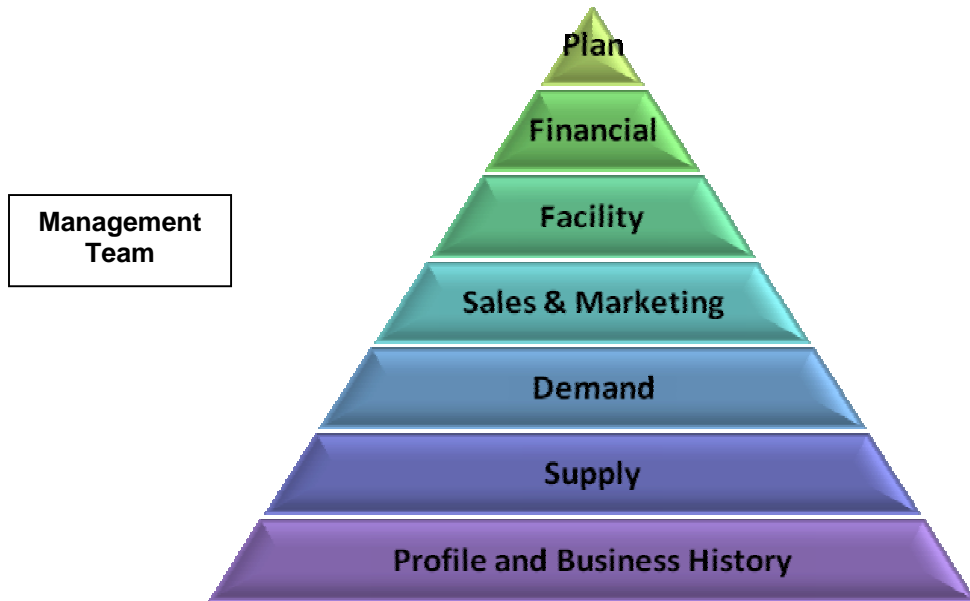 Plan
Financial
Facility
Management
Team
Sales & Marketing
Demand
Supply
Profile and Business History